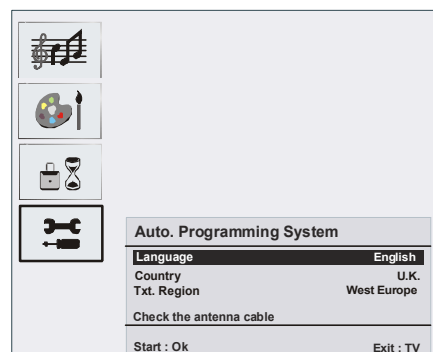 Auto. Programming System
Language English
Country U.K.
Txt. Region West Europe
Check the antenna cable
Start : Ok Exit : TV